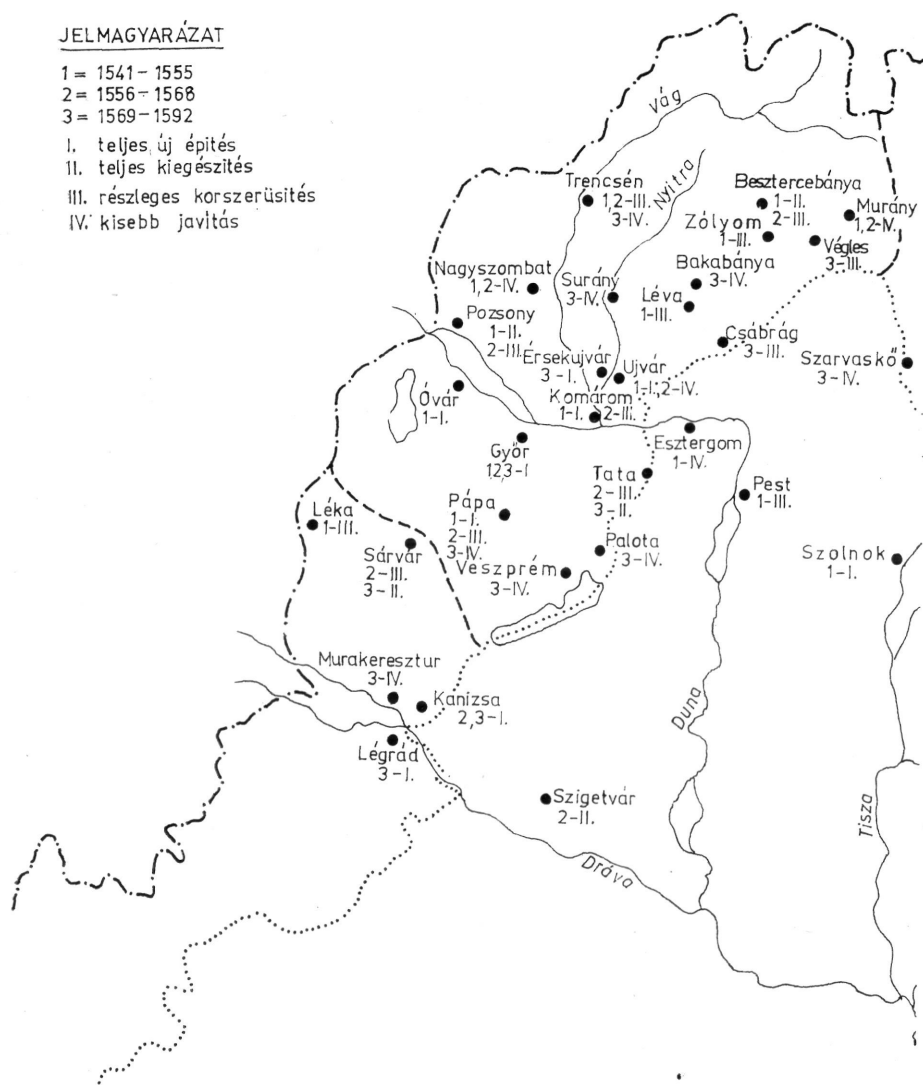 JELMAGYARÁZAT
1 = 1541 - 1555
2 = 1556 - 1568
3 = 1569 - 1592
I. teljes új épités
II. teljes kiegészités
III. részleges korszerüsités
IV. kisebb javitás
Vág
Nyitra
Trencsén
1,2-III.
3-IV.
Besztercebánya
1-II.
2-III.
Murány
1,2-IV.
Zólyom
1-III.
Végles
3-III.
Bakabánya
3-IV.
Nagyszombat
1,2-IV.
Surány
3-IV.
Léva
1-III.
Pozsony
1-II.
2-III.
Csábrág
3-III.
Szarvaskő
3-IV.
Érsekujvár
3-I.
Ujvár
1-I., 2-IV.
Óvár
1-I.
Komárom
1-I. 2-III.
Győr
1,2,3-I
Esztergom
1-IV.
Tata
2-III.
3-II.
Pest
1-III.
Léka
1-III.
Pápa
1-I.
2-III.
3-IV.
Sárvár
2-III.
3-II.
Palota
3-IV.
Veszprém
3-IV.
Szolnok
1-I.
Murakeresztur
3-IV.
Kanizsa
2,3-I.
Légrád
3-I.
Duna
Szigetvár
2-II.
Tisza
Dráva